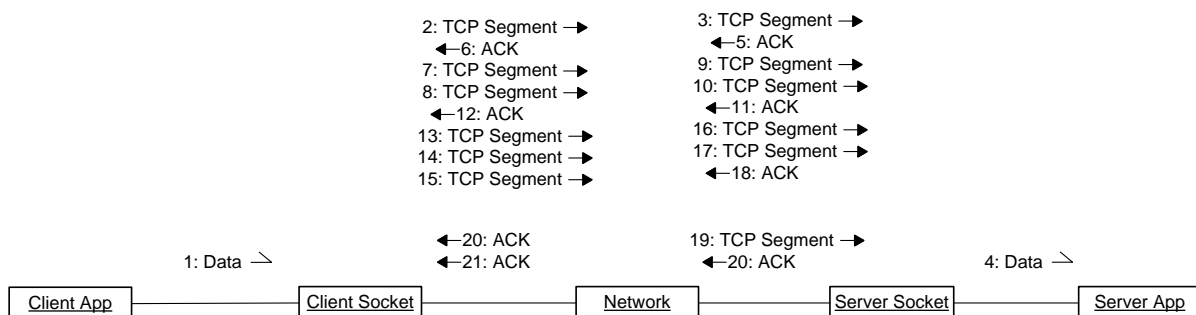 2: TCP Segment
3: TCP Segment
6: ACK
5: ACK
7: TCP Segment
9: TCP Segment
8: TCP Segment
10: TCP Segment
12: ACK
11: ACK
13: TCP Segment
16: TCP Segment
14: TCP Segment
17: TCP Segment
15: TCP Segment
18: ACK
20: ACK
19: TCP Segment
1: Data
21: ACK
20: ACK
4: Data
Client App
Client Socket
Network
Server Socket
Server App